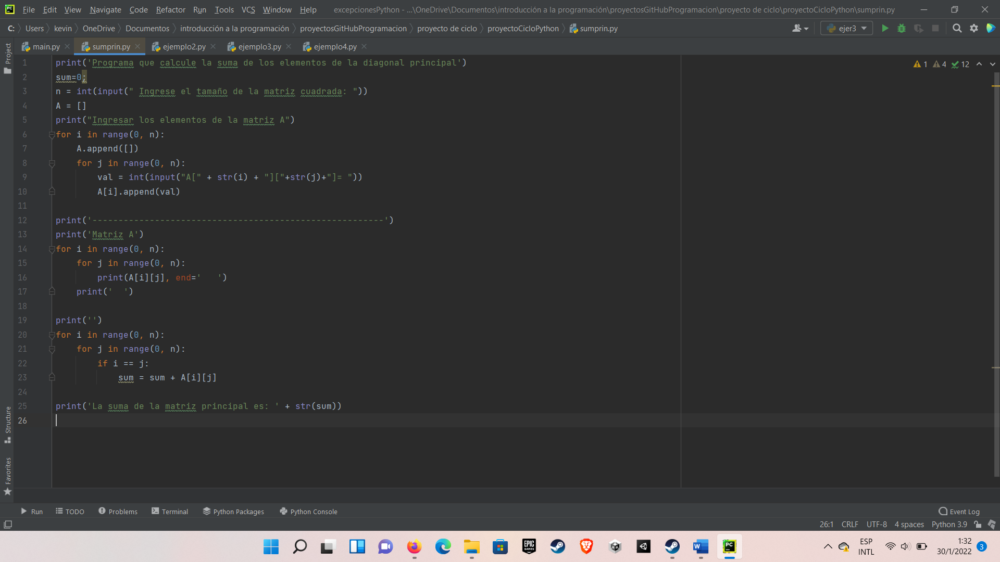 File Edit View Navigate Code Refactor Run Tools VCS Window Help excepcionesPython - ...\OneDrive\Documentos\introducción a la programación\proyectosGitHubProgramacion\proyecto de ciclo\proyectoCicloPython\sumprin.py
C: Users kevin OneDrive Documentos introducción a la programación proyectosGitHubProgramacion proyecto de ciclo proyectoCicloPython sumprin.py ejer3
main.py sumprin.py ejemplo2.py ejemplo3.py ejemplo4.py
Project
1 print('Programa que calcule la suma de los elementos de la diagonal principal') 1 4 12
2 sum=0;
3 n = int(input(" Ingrese el tamaño de la matriz cuadrada: "))
4 A = []
5 print("Ingresar los elementos de la matriz A")
6 for i in range(0, n):
7     A.append([])
8     for j in range(0, n):
9         val = int(input("A[" + str(i) + "]["+str(j)+"]= "))
10         A[i].append(val)
11
12 print('--------------------------------------------------------')
13 print('Matriz A')
14 for i in range(0, n):
15     for j in range(0, n):
16         print(A[i][j], end='   ')
17     print('  ')
18
19 print('')
20 for i in range(0, n):
21     for j in range(0, n):
22         if i == j:
23             sum = sum + A[i][j]
24
25 print('La suma de la matriz principal es: ' + str(sum))
26
Structure
Favorites
Run TODO Problems Terminal Python Packages Python Console Event Log
26:1 CRLF UTF-8 4 spaces Python 3.9
EPIC GAMES W PC ESP INTL 1:32 30/1/2022 3